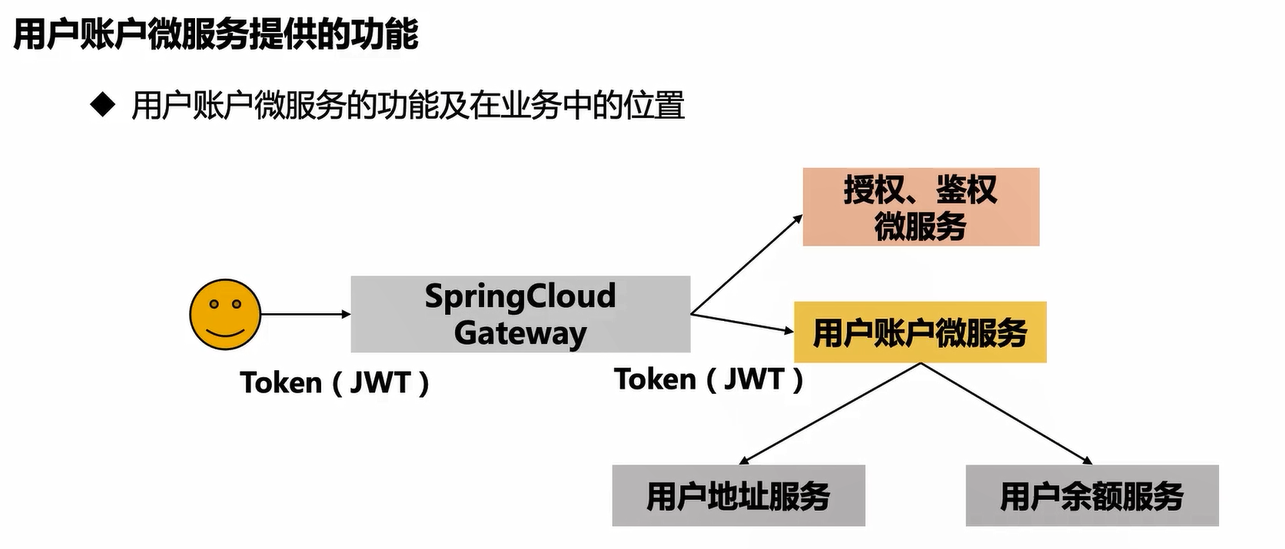 用户账户微服务提供的功能
◆ 用户账户微服务的功能及在业务中的位置
授权、鉴权
微服务
SpringCloud
Gateway
用户账户微服务
Token（JWT）
Token（JWT）
用户地址服务
用户余额服务